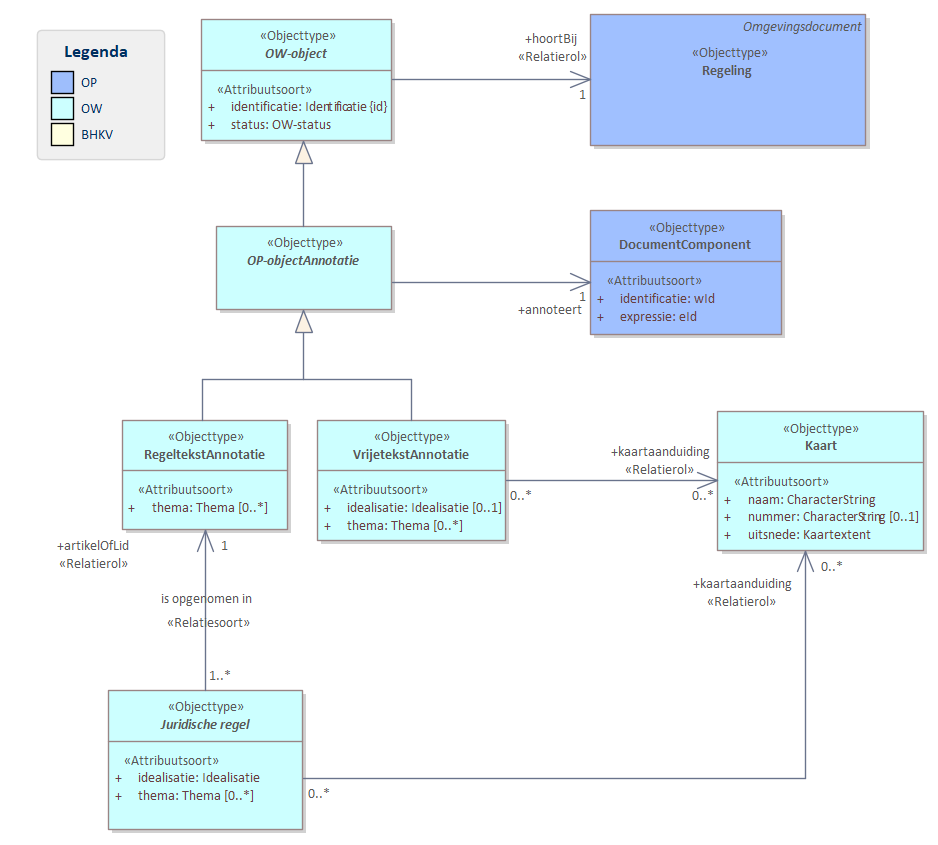 Legenda
OP
OW
BHKV
«Objecttype»
OW-object
«Attribuutsoort»
+ identificatie: Identificatie {id}
+ status: OW-status
+hoortBij
«Relatierol»
1
Omgevingsdocument
«Objecttype»
Regeling
«Objecttype»
OP-objectAnnotatie
1
+annoteert
«Objecttype»
DocumentComponent
«Attribuutsoort»
+ identificatie: wId
+ expressie: eId
«Objecttype»
RegeltekstAnnotatie
«Attribuutsoort»
+ thema: Thema [0..*]
«Objecttype»
VrijetekstAnnotatie
«Attribuutsoort»
+ idealisatie: Idealisatie [0..1]
+ thema: Thema [0..*]
+kaartaanduiding
«Relatierol»
0..*
0..*
«Objecttype»
Kaart
«Attribuutsoort»
+ naam: CharacterString
+ nummer: CharacterString [0..1]
+ uitsnede: Kaartextent
+artikelOfLid
«Relatierol»
1
is opgenomen in
«Relatiesoort»
1..*
0..*
+kaartaanduiding
«Relatierol»
«Objecttype»
Juridische regel
«Attribuutsoort»
+ idealisatie: Idealisatie
+ thema: Thema [0..*]
0..*